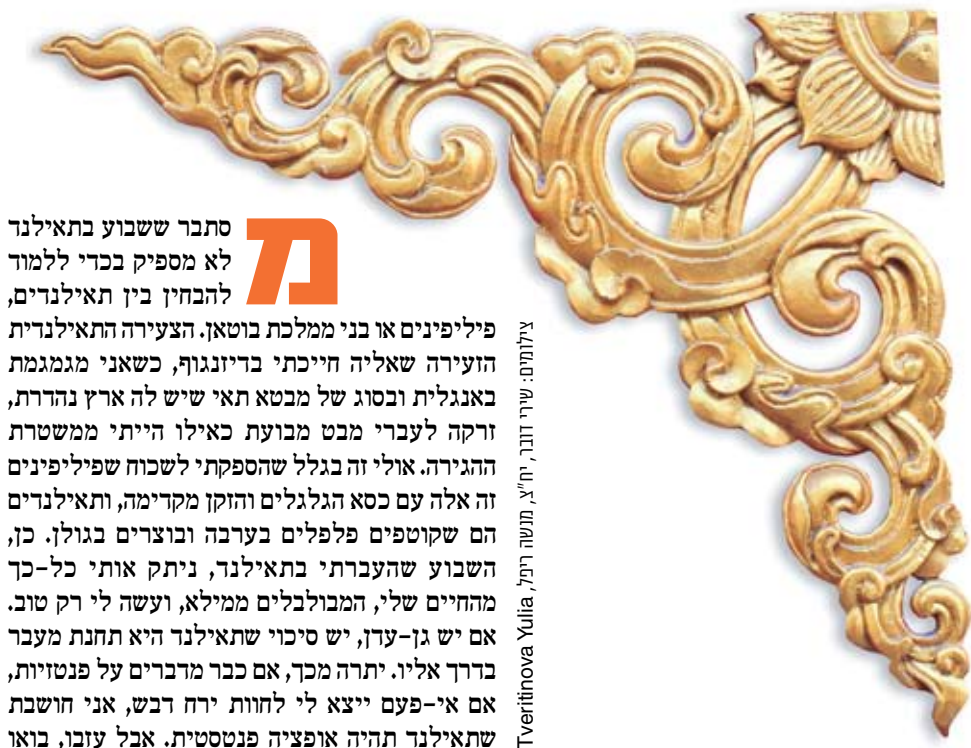 מסתבר ששבוע בתאילנד
לא מספיק בכדי ללמוד
להבחין בין תאילנדים,
פיליפינים או בני ממלכת בוטאן. הצעירה התאילנדית
הזעירה שאליה חייכתי בדיזנגוף, כשאני מגמגמת
באנגלית ובסוג של מבטא תאי שיש לה ארץ נהדרת,
זרקה לעברי מבט מבועת כאילו הייתי ממשטרת
ההגירה. אולי זה בגלל שהספקתי לשכוח שפיליפינים
זה אלה עם כסא הגלגלים והזקן מקדימה, ותאילנדים
הם שקוטפים פלפלים בערבה ובוצרים בגולן. כן,
השבוע שהעברתי בתאילנד, ניתק אותי כל-כך
מהחיים שלי, המבולבלים ממילא, ועשה לי רק טוב.
אם יש גן-עדן, יש סיכוי שתאילנד היא תחנת מעבר
בדרך אליו. יתרה מכך, אם כבר מדברים על פנטזיות,
אם אי-פעם ייצא לי לחוות ירח דבש, אני חושבת
שתאילנד תהיה אופציה פנטסטית. אבל עזבו, בואו
צילומים: שירי דובר, יח"צ, מנשה ריפל, Tveritinova Yulia